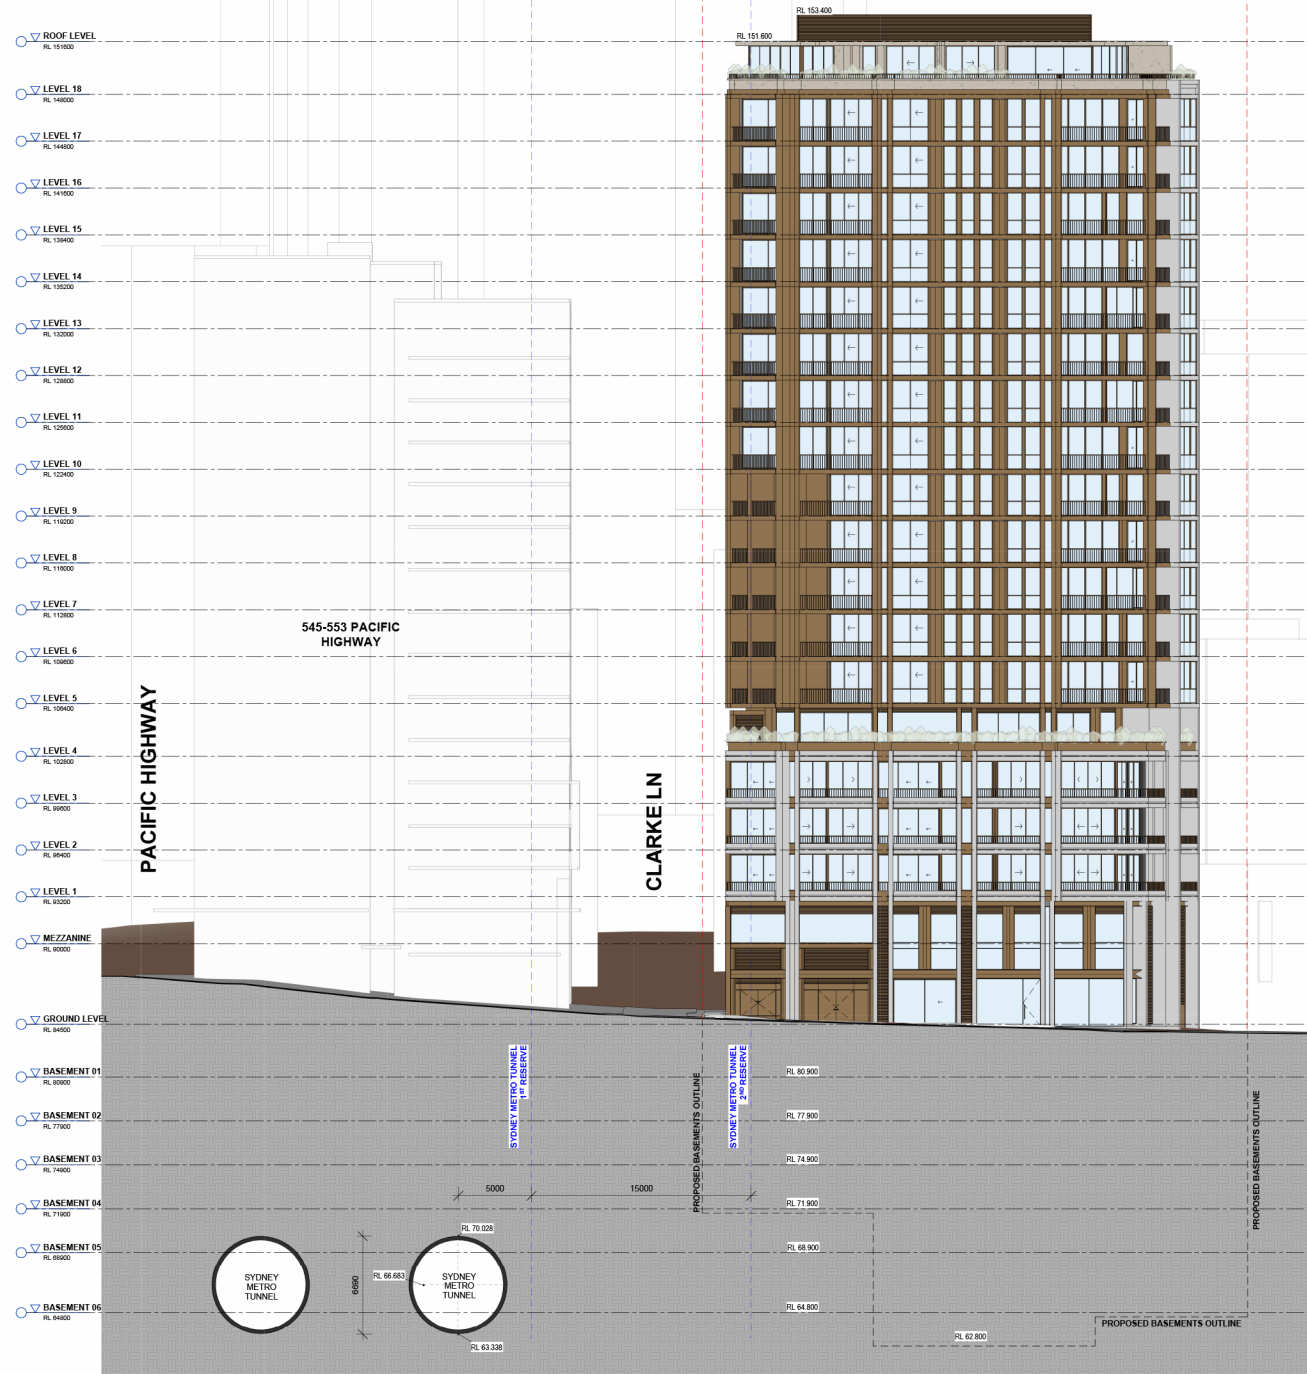 RL 153.400
ROOF LEVEL
RL 151600
RL 151.600
LEVEL 18
RL 148000
LEVEL 17
RL 144800
LEVEL 16
RL 141600
LEVEL 15
RL 138400
LEVEL 14
RL 135200
LEVEL 13
RL 132000
LEVEL 12
RL 128800
LEVEL 11
RL 125600
LEVEL 10
RL 122400
LEVEL 9
RL 119200
LEVEL 8
RL 116000
LEVEL 7
RL 112800
545-553 PACIFIC
HIGHWAY
LEVEL 6
RL 109600
LEVEL 5
RL 106400
PACIFIC HIGHWAY
LEVEL 4
RL 102800
CLARKE LN
LEVEL 3
RL 99600
LEVEL 2
RL 96400
LEVEL 1
RL 93200
MEZZANINE
RL 90000
GROUND LEVEL
RL 84500
SYDNEY METRO TUNNEL
1ST RESERVE
SYDNEY METRO TUNNEL
2ND RESERVE
BASEMENT 01
RL 80900
RL 80.900
PROPOSED BASEMENTS OUTLINE
PROPOSED BASEMENTS OUTLINE
BASEMENT 02
RL 77900
RL 77.900
BASEMENT 03
RL 74900
RL 74.900
5000
15000
BASEMENT 04
RL 71900
RL 71.900
RL 70.028
BASEMENT 05
RL 68900
RL 68.900
6690
RL 66.683
SYDNEY
METRO
TUNNEL
SYDNEY
METRO
TUNNEL
BASEMENT 06
RL 64800
RL 64.800
PROPOSED BASEMENTS OUTLINE
RL 62.800
RL 63.338